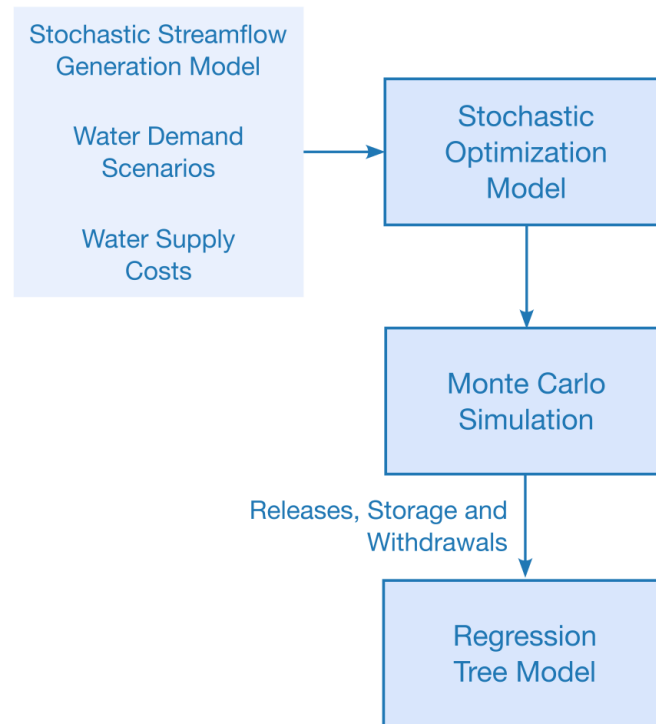 Stochastic Streamflow
Generation Model
Water Demand
Scenarios
Water Supply
Costs
Stochastic
Optimization
Model
Monte Carlo
Simulation
Releases, Storage and
Withdrawals
Regression
Tree Model